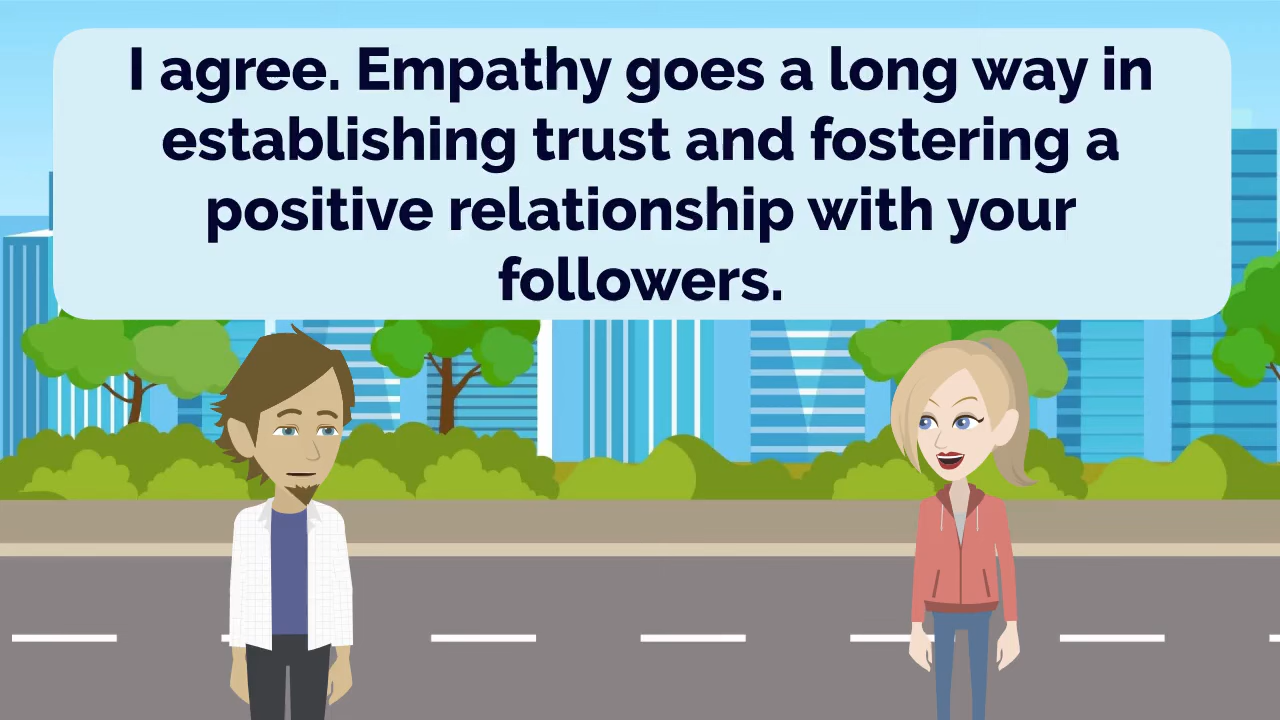 I agree. Empathy goes a long way in
establishing trust and fostering a
positive relationship with your
followers.